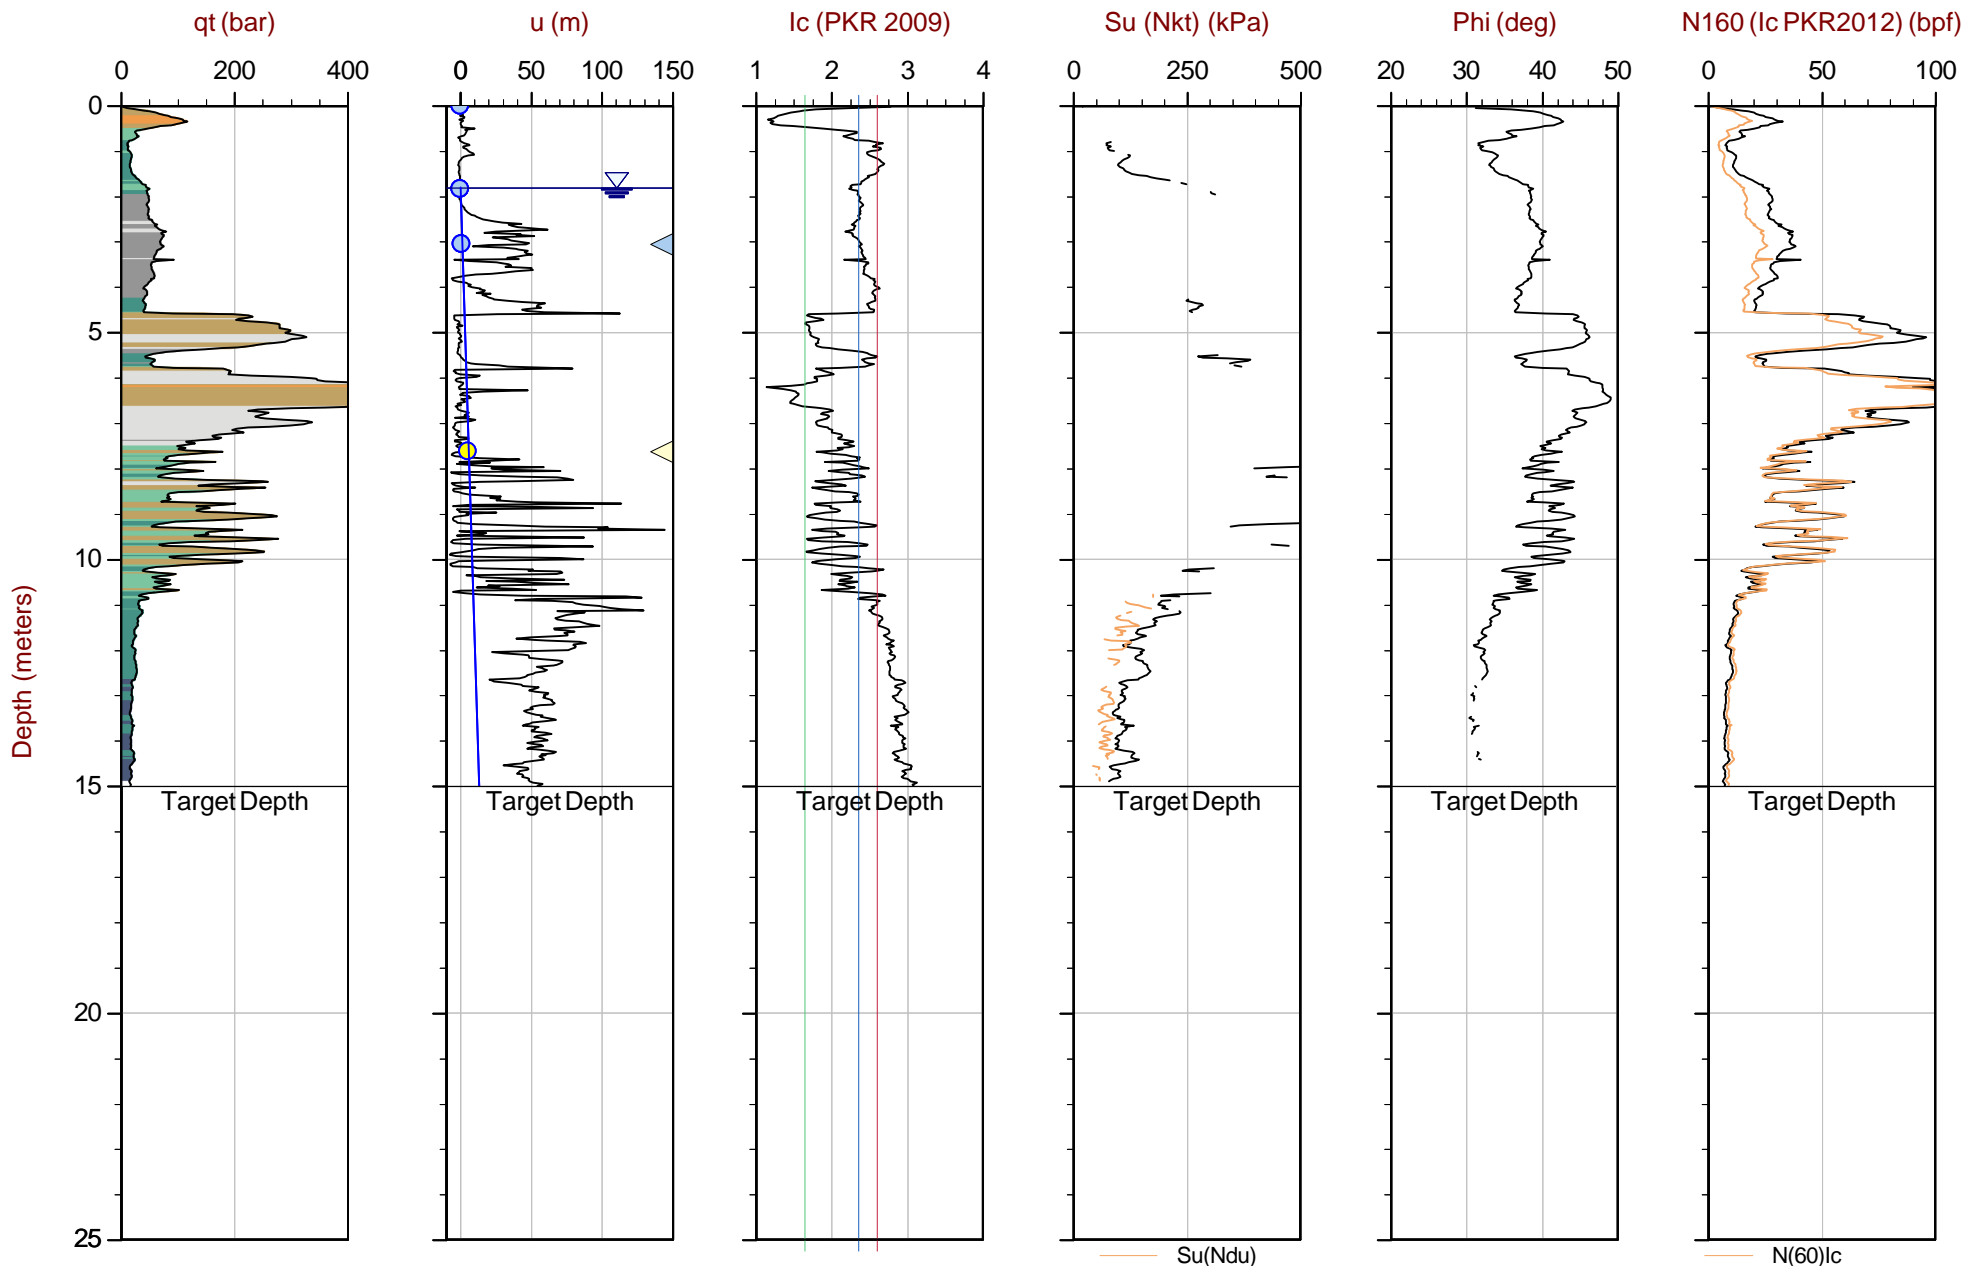 qt (bar)
u (m)
Ic (PKR 2009)
Su (Nkt) (kPa)
Phi (deg)
N160 (Ic PKR2012) (bpf)
0 200 400
0 50 100 150
1 2 3 4
0 250 500
20 30 40 50
0 50 100
0
5
10
15
20
25
Depth (meters)
Target Depth
Target Depth
Target Depth
Target Depth
Target Depth
Target Depth
Su(Ndu)
N(60)Ic